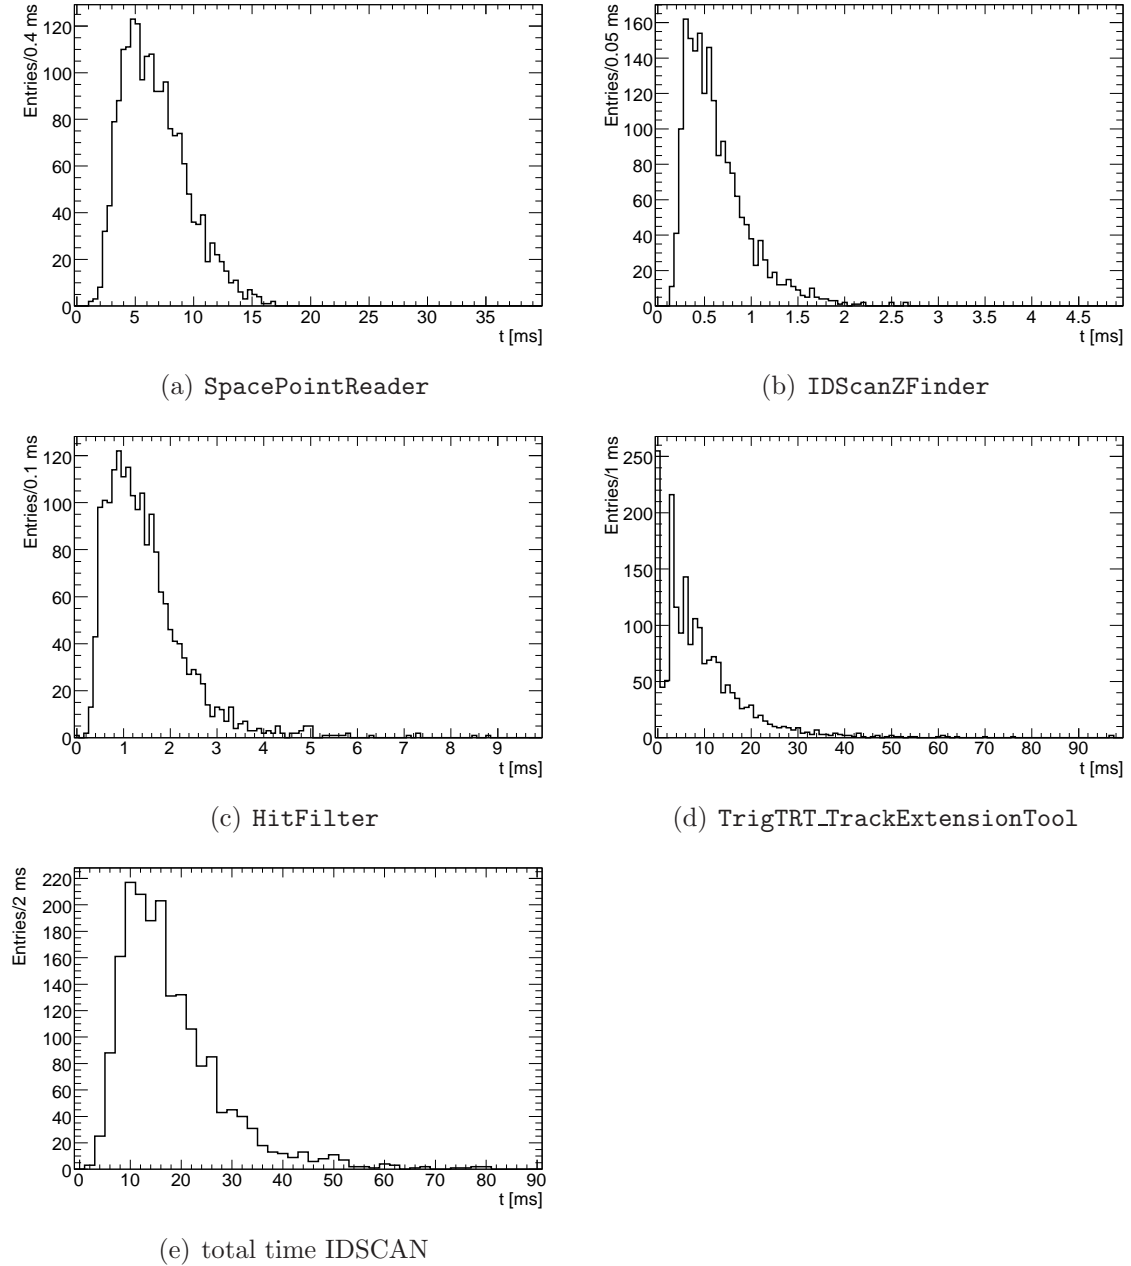 Entries/0.4 ms
120
100
80
60
40
20
0
0 5 10 15 20 25 30 35
t [ms]
(a) SpacePointReader
Entries/0.05 ms
160
140
120
100
80
60
40
20
0
0 0.5 1 1.5 2 2.5 3 3.5 4 4.5
t [ms]
(b) IDScanZFinder
Entries/0.1 ms
120
100
80
60
40
20
0
0 1 2 3 4 5 6 7 8 9
t [ms]
(c) HitFilter
Entries/1 ms
250
200
150
100
50
0
0 10 20 30 40 50 60 70 80 90
t [ms]
(d) TrigTRT_TrackExtensionTool
Entries/2 ms
220
200
180
160
140
120
100
80
60
40
20
0
0 10 20 30 40 50 60 70 80 90
t [ms]
(e) total time IDSCAN